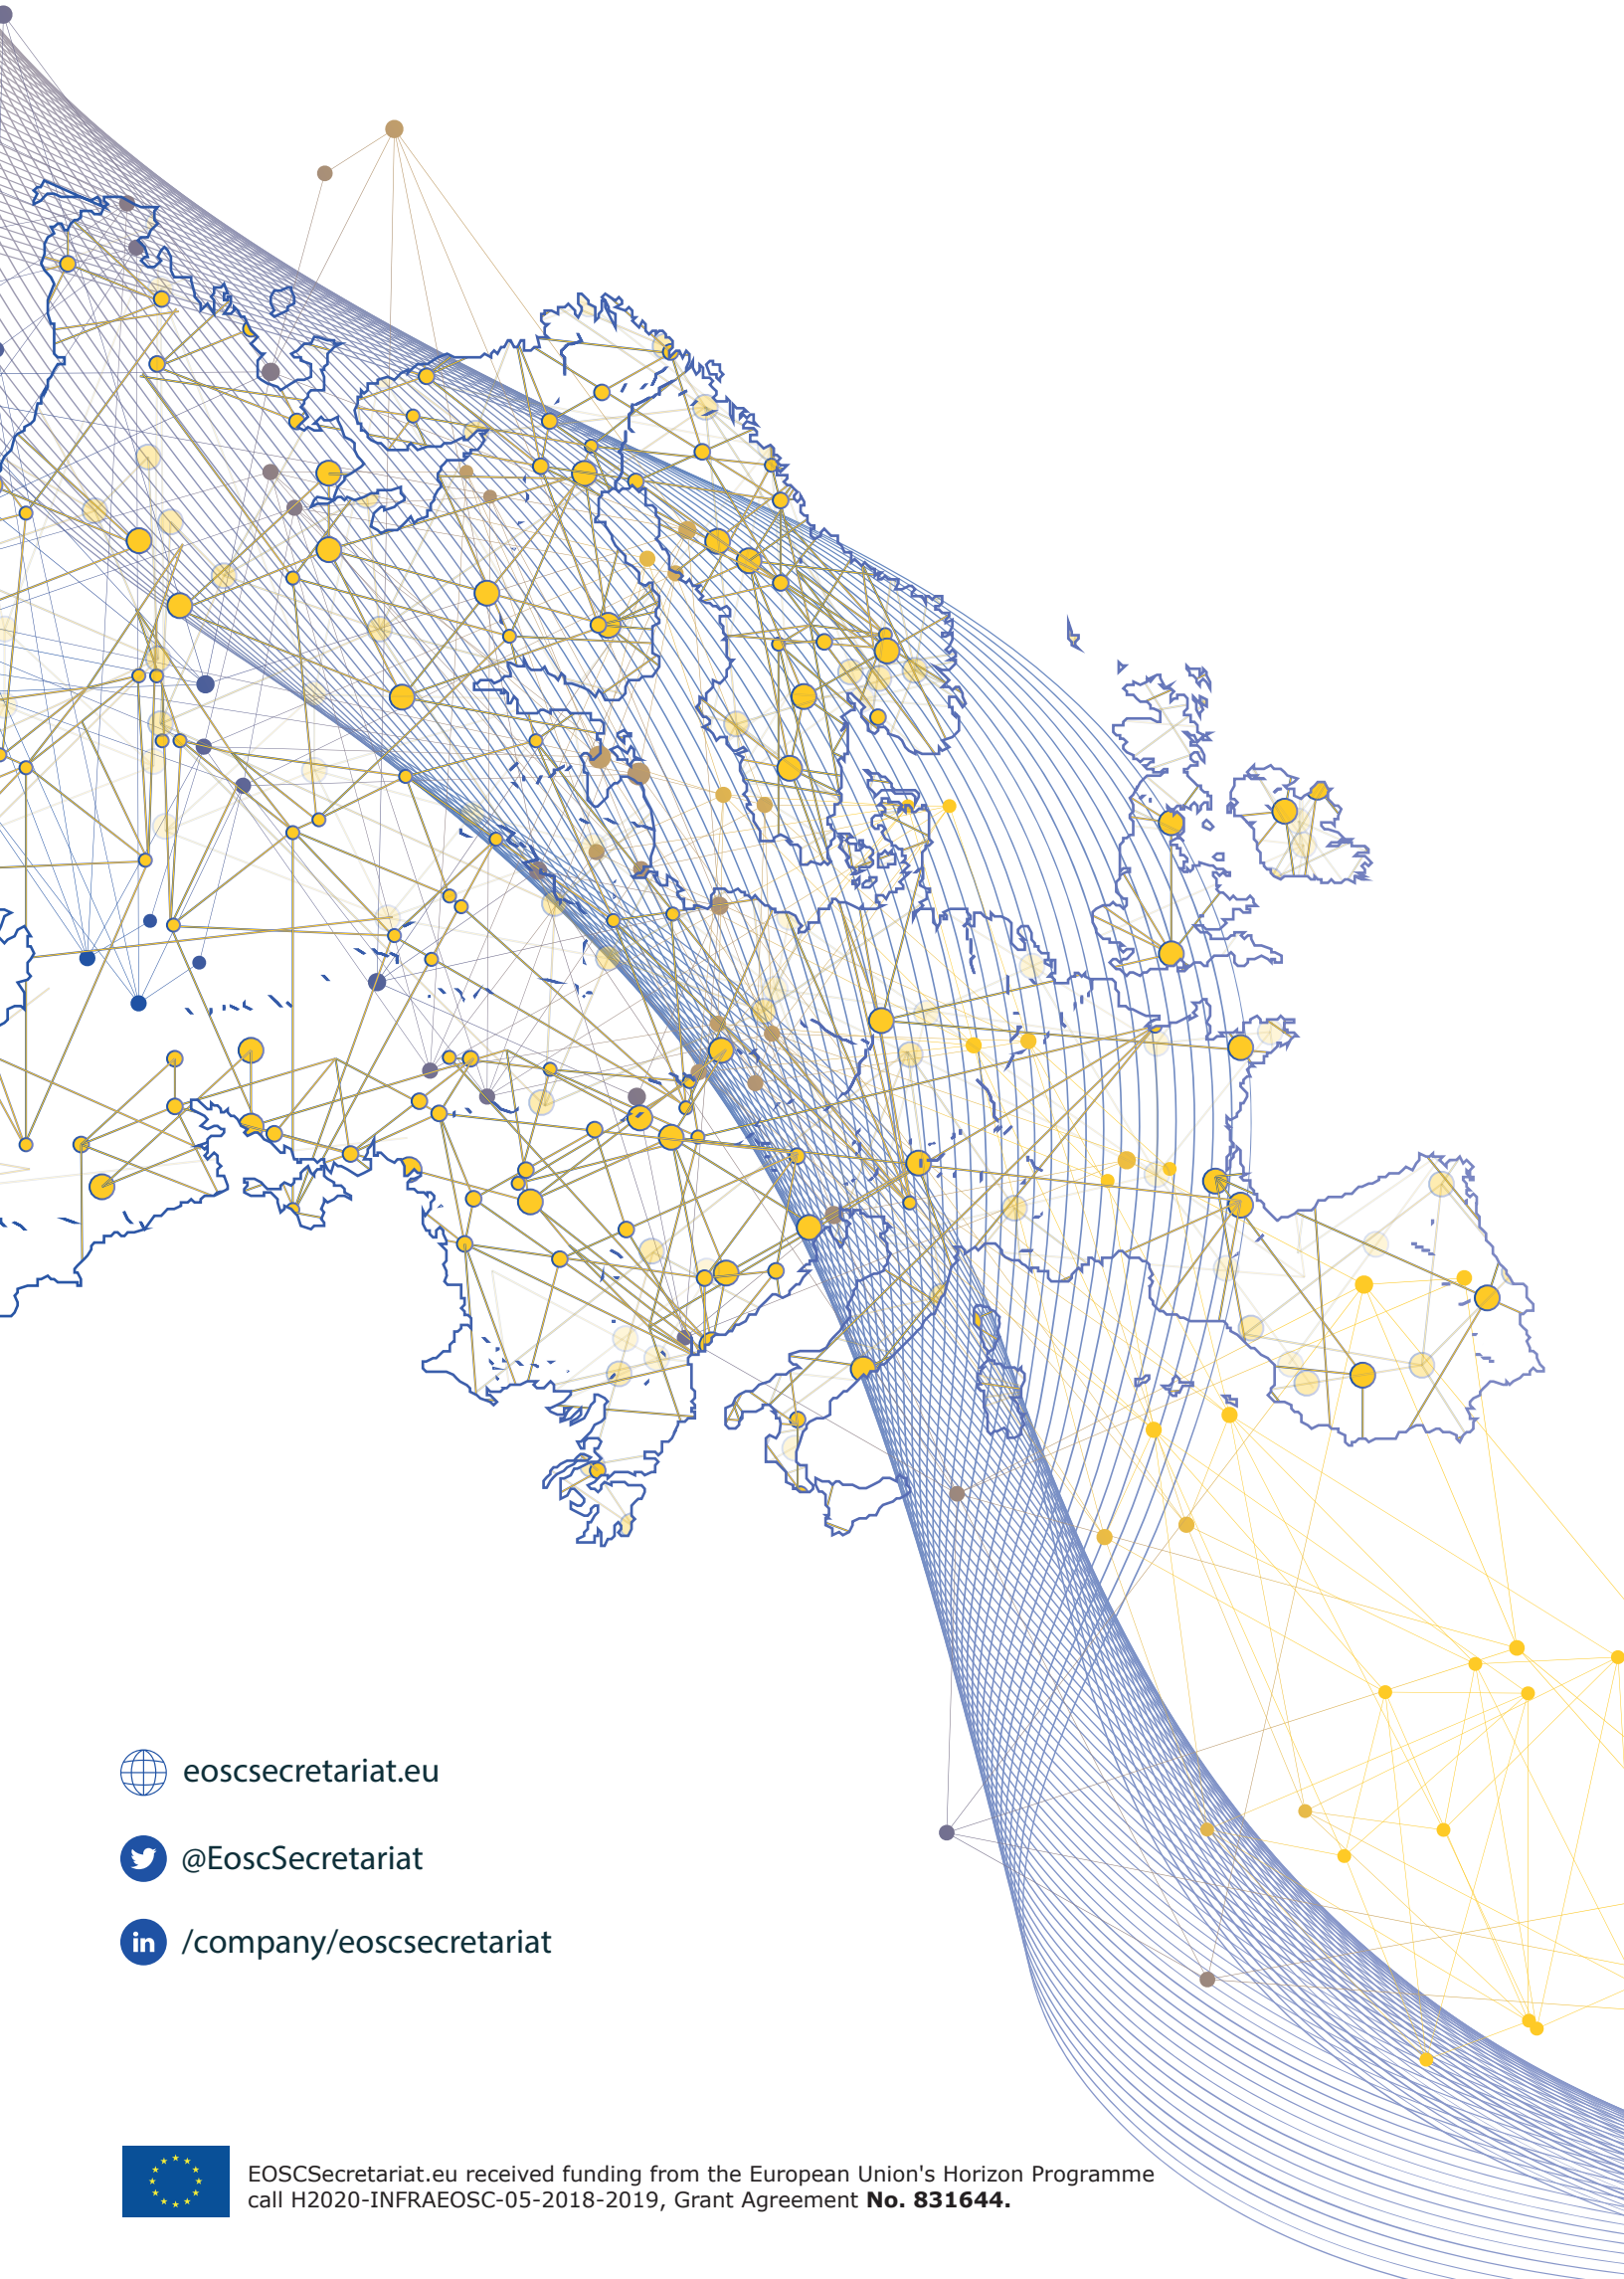 eoscsecretariat.eu
@EoscSecretariat
/company/eoscsecretariat
EOSCSecretariat.eu received funding from the European Union's Horizon Programme
call H2020-INFRAEOSC-05-2018-2019, Grant Agreement No. 831644.